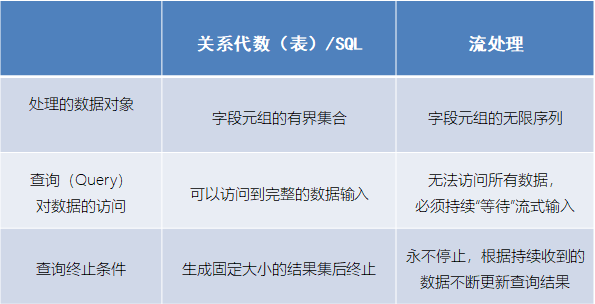 关系代数（表）/SQL
流处理
处理的数据对象
字段元组的有界集合
字段元组的无限序列
查询（Query）
对数据的访问
可以访问到完整的数据输入
无法访问所有数据，
必须持续“等待”流式输入
查询终止条件
生成固定大小的结果集后终止
永不停止，根据持续收到的
数据不断更新查询结果